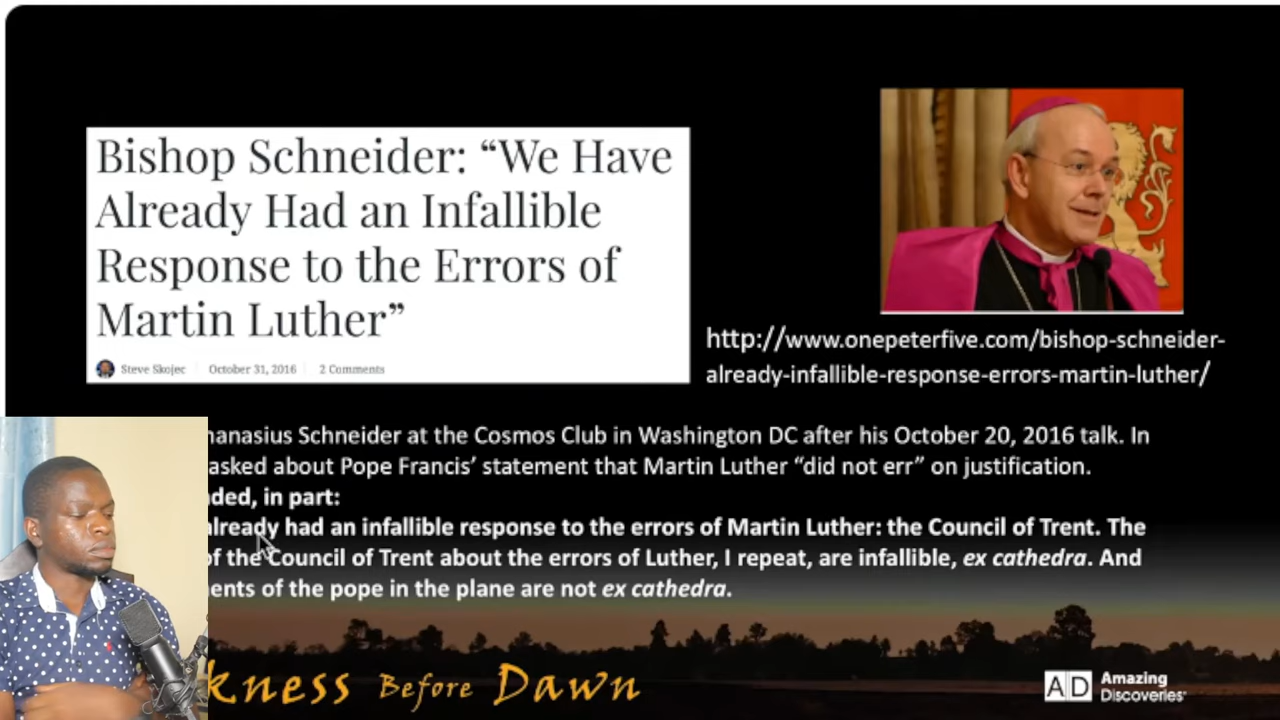 Bishop Schneider: “We Have
Already Had an Infallible
Response to the Errors of
Martin Luther”
Steve Skojec October 31, 2016 2 Comments
http://www.onepeterfive.com/bishop-schneider-
already-infallible-response-errors-martin-luther/
Schneider at the Cosmos Club in Washington DC after his October 20, 2016 talk. In
asked about Pope Francis’ statement that Martin Luther “did not err” on justification.
in part:
already had an infallible response to the errors of Martin Luther: the Council of Trent. The
of the Council of Trent about the errors of Luther, I repeat, are infallible, ex cathedra. And
of the pope in the plane are not ex cathedra.
Before Dawn
AD Amazing
Discoveries